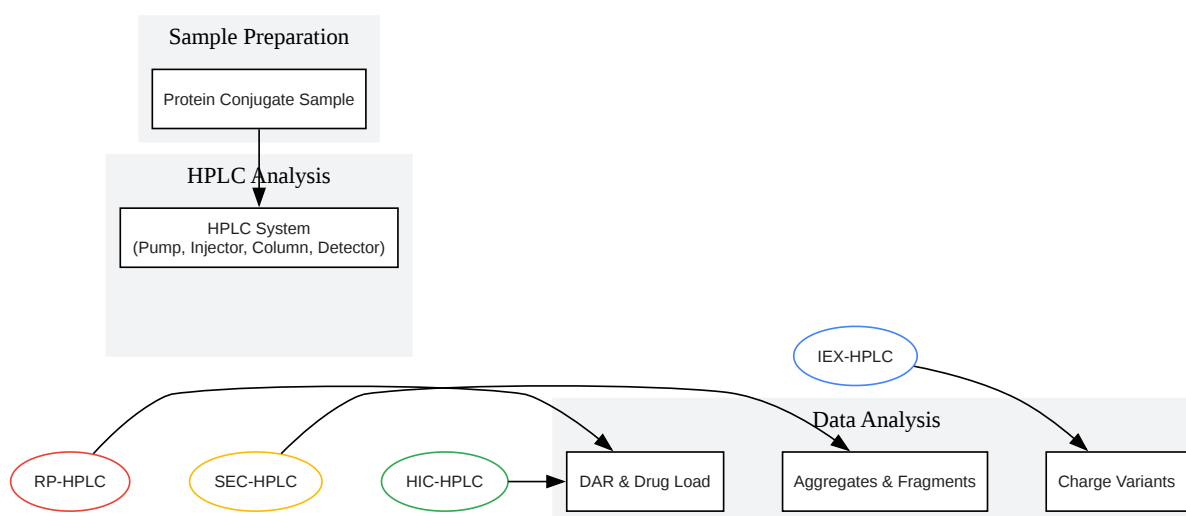 Sample Preparation
Protein Conjugate Sample
HPLC Analysis
HPLC System
(Pump, Injector, Column, Detector)
IEX-HPLC
Data Analysis
RP-HPLC
SEC-HPLC
HIC-HPLC
DAR & Drug Load
Aggregates & Fragments
Charge Variants